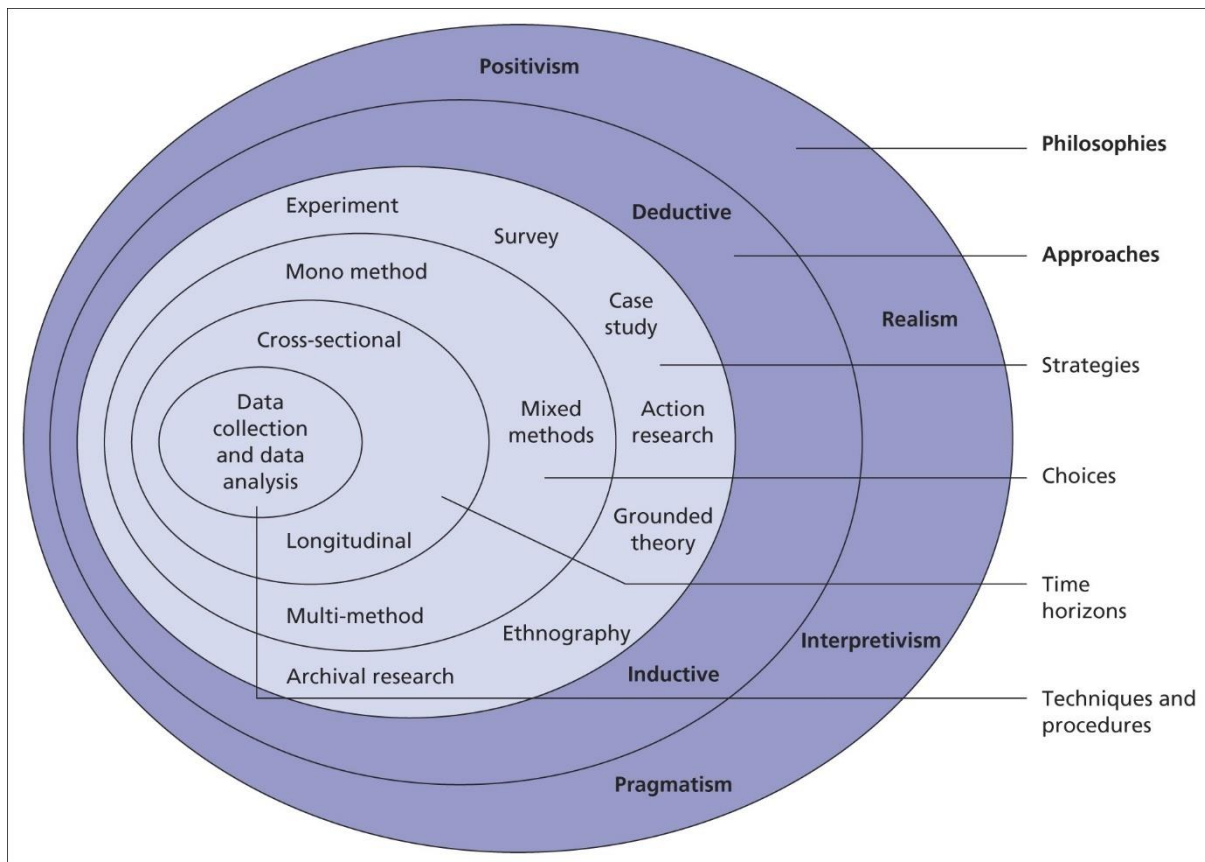 Positivism
Philosophies
Experiment
Deductive
Survey
Approaches
Mono method
Case
study
Realism
Cross-sectional
Strategies
Data
collection
and data
analysis
Mixed
methods
Action
research
Choices
Grounded
theory
Longitudinal
Time
horizons
Multi-method
Ethnography
Interpretivism
Archival research
Inductive
Techniques and
procedures
Pragmatism